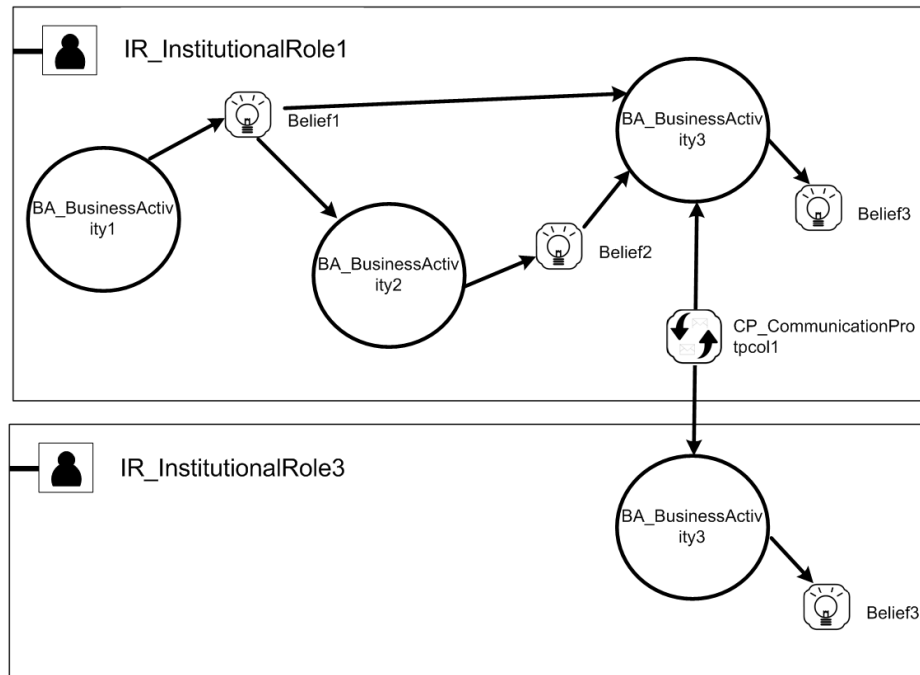 IR_InstitutionalRole1
Belief1
BA_BusinessActiv
ity3
BA_BusinessActiv
ity1
Belief3
BA_BusinessActiv
ity2
Belief2
CP_CommunicationPro
tpcol1
IR_InstitutionalRole3
BA_BusinessActiv
ity3
Belief3